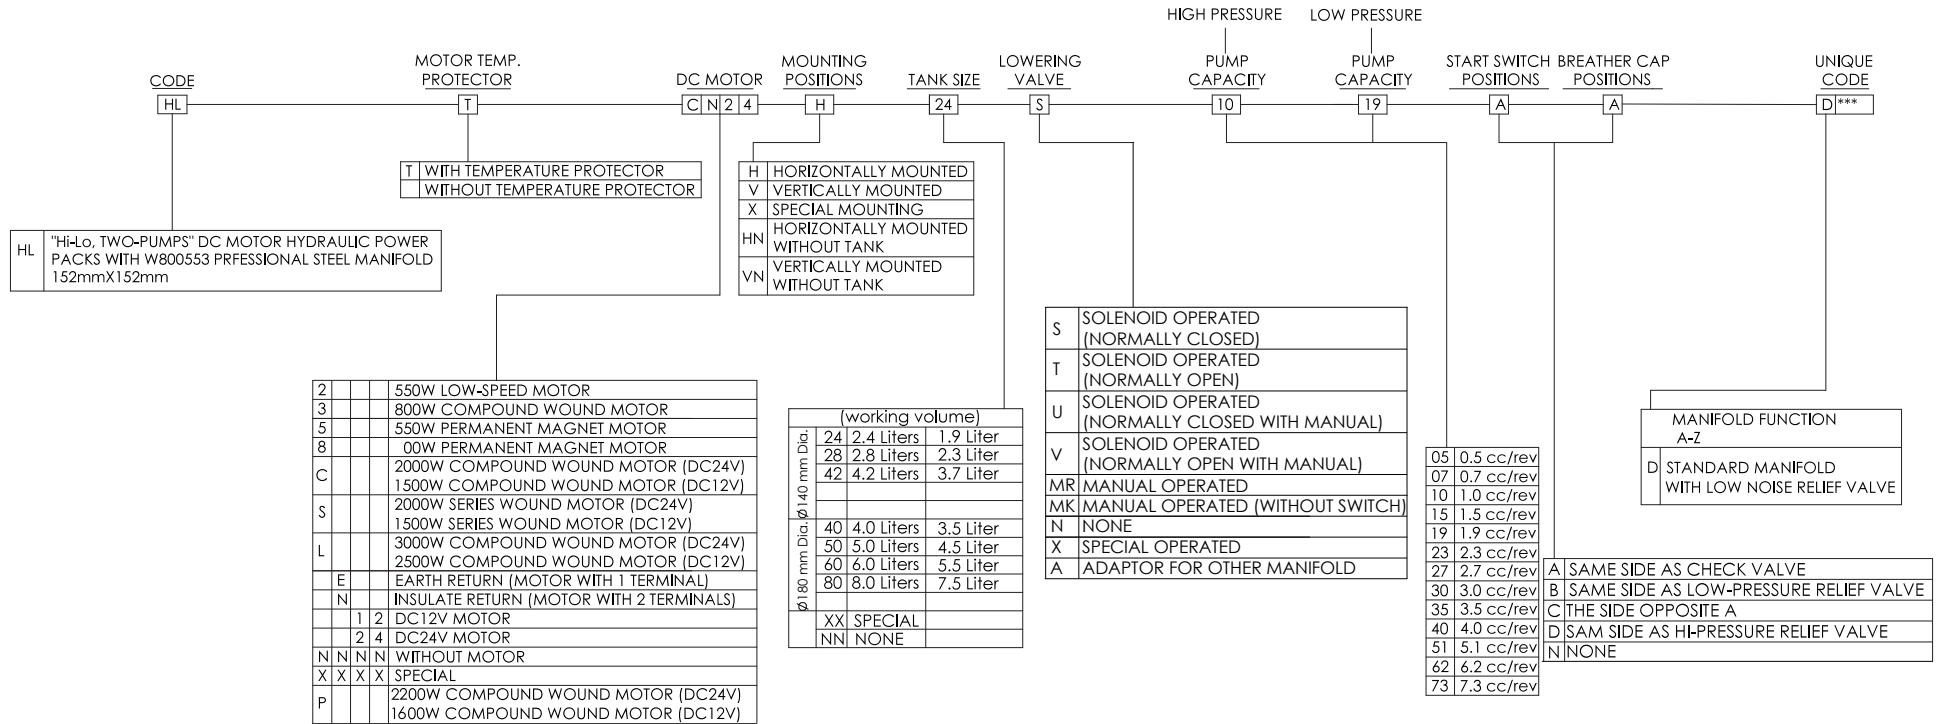 HIGH PRESSURE LOW PRESSURE
CODE
MOTOR TEMP.
PROTECTOR
DC MOTOR
MOUNTING
POSITIONS
TANK SIZE
LOWERING
VALVE
PUMP
CAPACITY
PUMP
CAPACITY
START SWITCH
POSITIONS
BREATHER CAP
POSITIONS
UNIQUE
CODE
HL T C N 2 4 H 24 S 10 19 A A D ***
T WITH TEMPERATURE PROTECTOR
WITHOUT TEMPERATURE PROTECTOR
HL "Hi-Lo, TWO-PUMPS" DC MOTOR HYDRAULIC POWER
PACKS WITH W800553 PRFESSIONAL STEEL MANIFOLD
152mmX152mm
H HORIZONTALLY MOUNTED
V VERTICALLY MOUNTED
X SPECIAL MOUNTING
HN HORIZONTALLY MOUNTED
WITHOUT TANK
VN VERTICALLY MOUNTED
WITHOUT TANK
2 550W LOW-SPEED MOTOR
3 800W COMPOUND WOUND MOTOR
5 550W PERMANENT MAGNET MOTOR
8 00W PERMANENT MAGNET MOTOR
C 2000W COMPOUND WOUND MOTOR (DC24V)
1500W COMPOUND WOUND MOTOR (DC12V)
S 2000W SERIES WOUND MOTOR (DC24V)
1500W SERIES WOUND MOTOR (DC12V)
L 3000W COMPOUND WOUND MOTOR (DC24V)
2500W COMPOUND WOUND MOTOR (DC12V)
E EARTH RETURN (MOTOR WITH 1 TERMINAL)
N INSULATE RETURN (MOTOR WITH 2 TERMINALS)
1 2 DC12V MOTOR
2 4 DC24V MOTOR
N N N N WITHOUT MOTOR
X X X X SPECIAL
P 2200W COMPOUND WOUND MOTOR (DC24V)
1600W COMPOUND WOUND MOTOR (DC12V)
(working volume)
Ø140 mm Dia.
24 2.4 Liters 1.9 Liter
28 2.8 Liters 2.3 Liter
42 4.2 Liters 3.7 Liter
Ø180 mm Dia.
40 4.0 Liters 3.5 Liter
50 5.0 Liters 4.5 Liter
60 6.0 Liters 5.5 Liter
80 8.0 Liters 7.5 Liter
XX SPECIAL
NN NONE
S SOLENOID OPERATED
(NORMALLY CLOSED)
T SOLENOID OPERATED
(NORMALLY OPEN)
U SOLENOID OPERATED
(NORMALLY CLOSED WITH MANUAL)
V SOLENOID OPERATED
(NORMALLY OPEN WITH MANUAL)
MR MANUAL OPERATED
MK MANUAL OPERATED (WITHOUT SWITCH)
N NONE
X SPECIAL OPERATED
A ADAPTOR FOR OTHER MANIFOLD
05 0.5 cc/rev
07 0.7 cc/rev
10 1.0 cc/rev
15 1.5 cc/rev
19 1.9 cc/rev
23 2.3 cc/rev
27 2.7 cc/rev
30 3.0 cc/rev
35 3.5 cc/rev
40 4.0 cc/rev
51 5.1 cc/rev
62 6.2 cc/rev
73 7.3 cc/rev
A SAME SIDE AS CHECK VALVE
B SAME SIDE AS LOW-PRESSURE RELIEF VALVE
C THE SIDE OPPOSITE A
D SAM SIDE AS HI-PRESSURE RELIEF VALVE
N NONE
MANIFOLD FUNCTION
A-Z
D STANDARD MANIFOLD
WITH LOW NOISE RELIEF VALVE